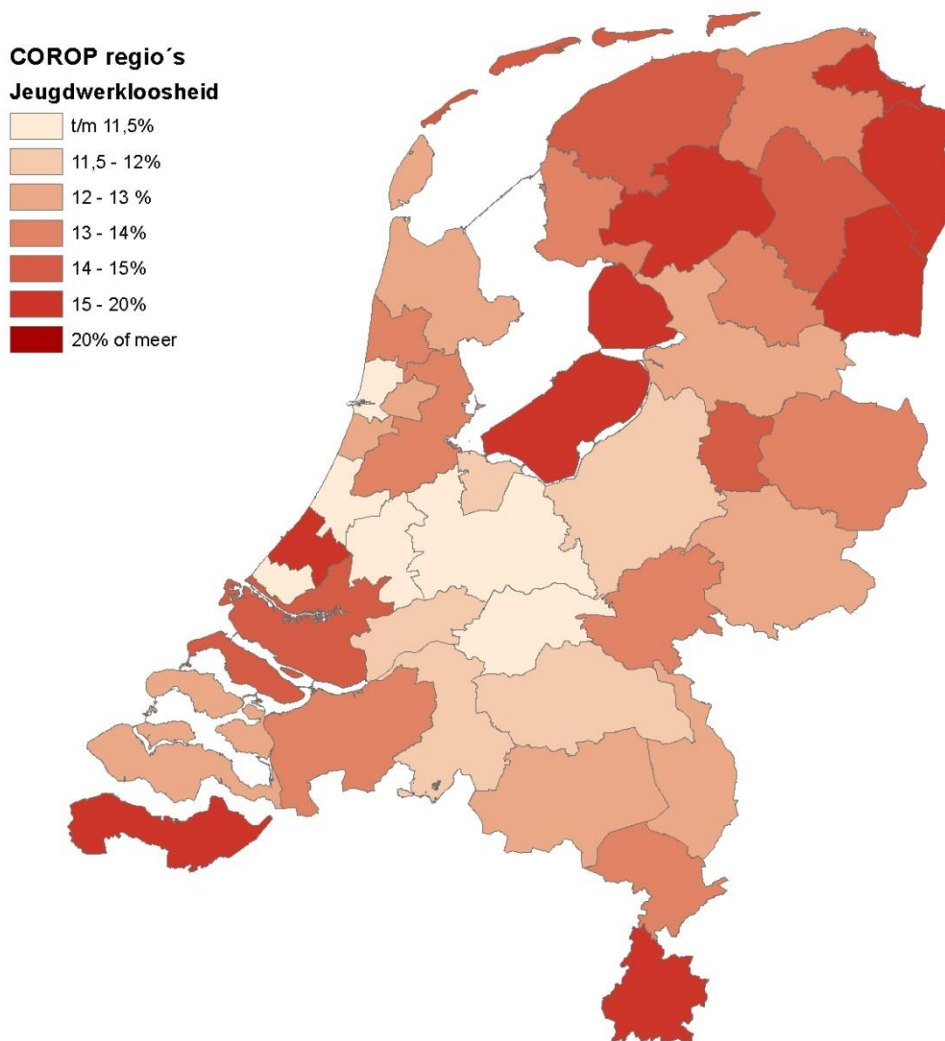 COROP regio´s
Jeugdwerkloosheid
t/m 11,5%
11,5 - 12%
12 - 13 %
13 - 14%
14 - 15%
15 - 20%
20% of meer